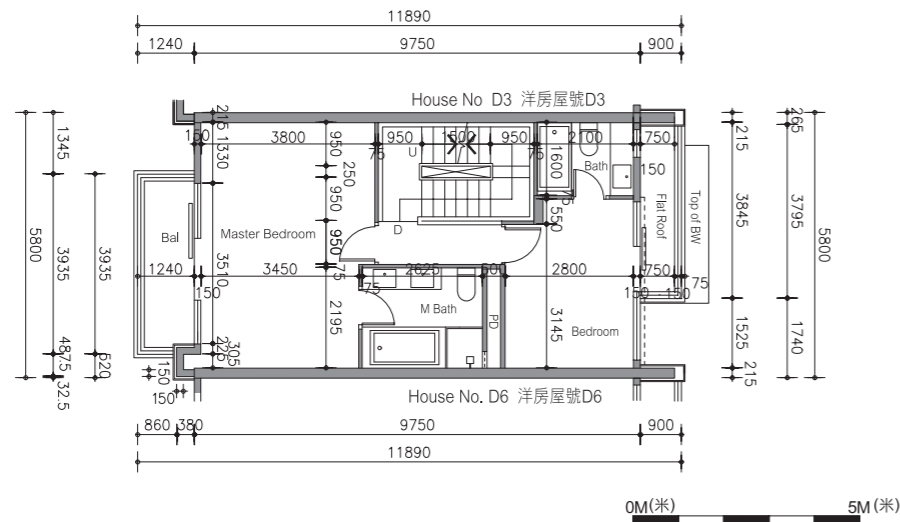 11890
1240 9750 900
House No D3 洋房屋號D3
215
150 3800 950 1500 950 2100 750
75 75
1345 1330 950 U 1600 Bath 150 215 265
250
950
5800 3935 3935 Bal Master Bedroom 950 D 550 Flat Roof Top of BW 3845 3795 5800
1240 3450 2625 500 2800 750 75
150 75 75 150 150
3510 2195 M Bath PD 3145 Bedroom 1525 1740
487.5 520 225 305 215
32.5 150
150
House No. D6 洋房屋號D6
860 380 9750 900
11890
0M(米) 5M(米)